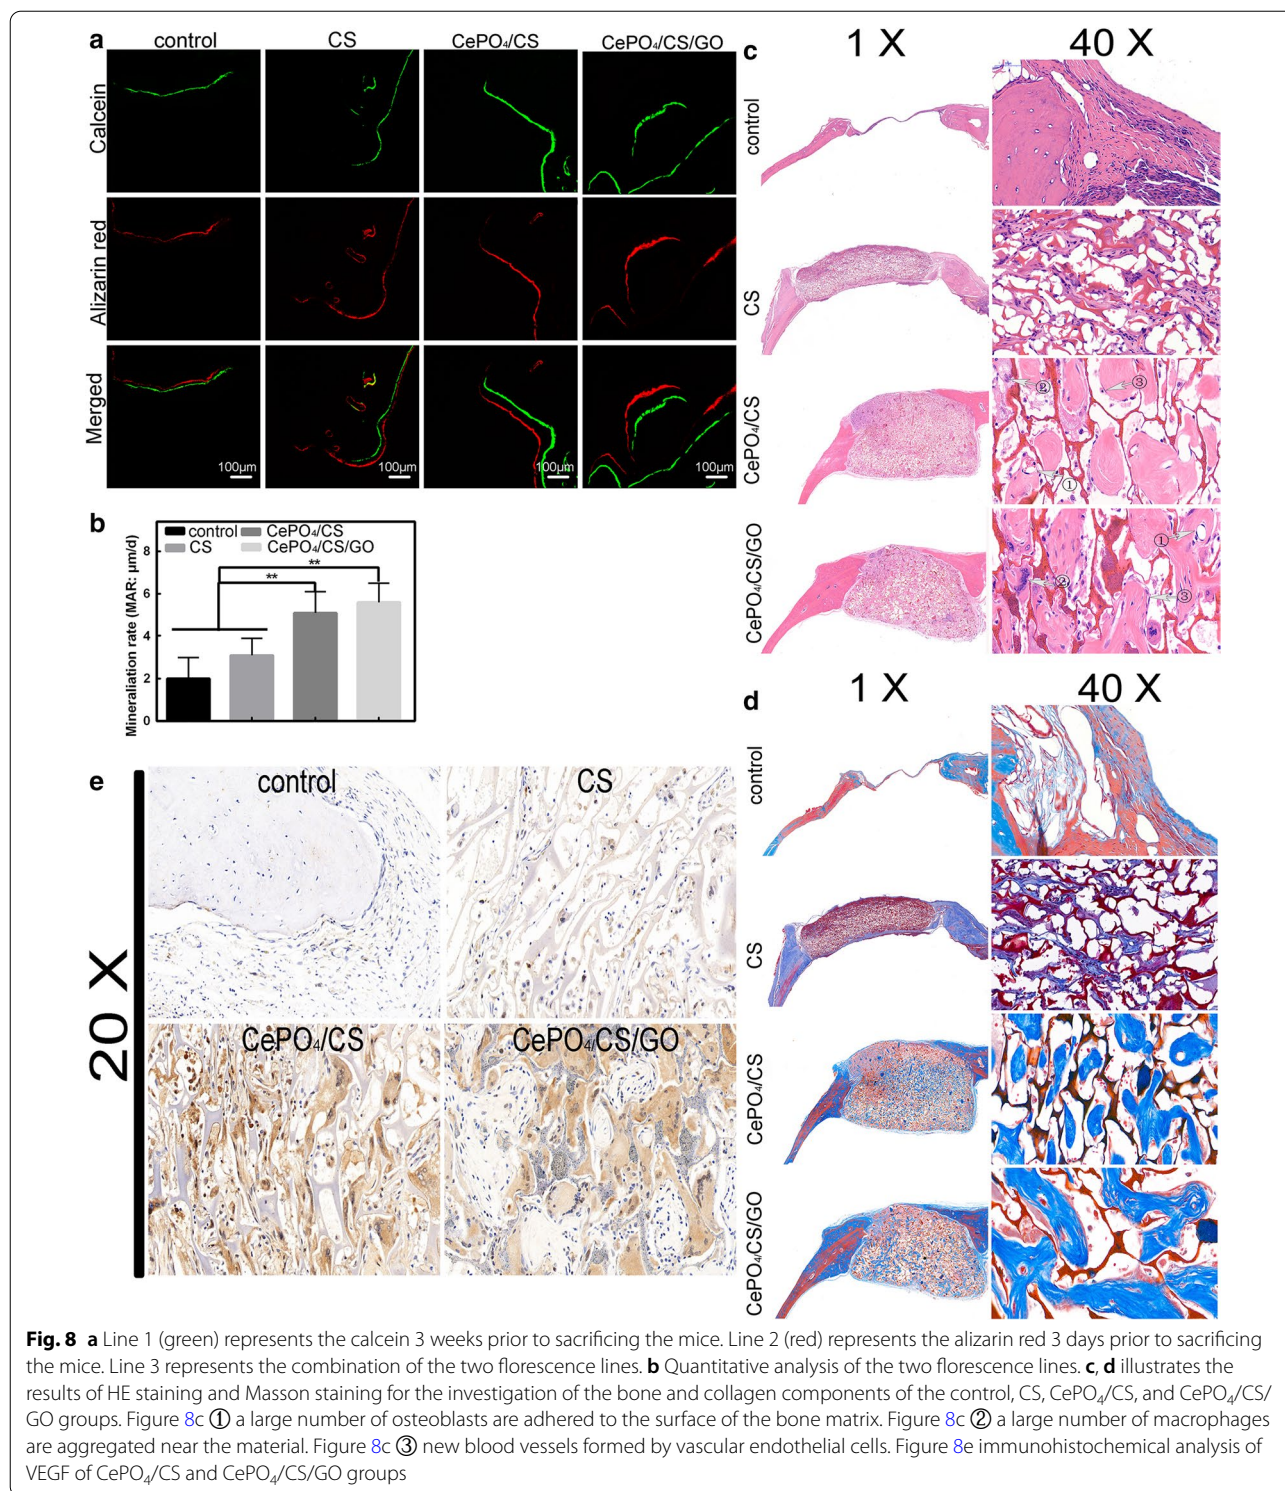 a
control
CS
CePO₄/CS
CePO₄/CS/GO
Calcein
Alizarin red
Merged
100µm
100µm
100µm
100µm
b
control
CePO₄/CS
CS
CePO₄/CS/GO
**
**
Mineraliation rate (MAR: µm/d)
8
6
4
2
0
c
1 X
40 X
control
CS
CePO₄/CS
CePO₄CS/GO
②
③
①
①
②
③
d
1 X
40 X
control
CS
CePO₄/CS
CePO₄CS/GO
e
20 X
control
CS
CePO₄/CS
CePO₄CS/GO
Fig. 8 a Line 1 (green) represents the calcein 3 weeks prior to sacrificing the mice. Line 2 (red) represents the alizarin red 3 days prior to sacrificing
the mice. Line 3 represents the combination of the two florescence lines. b Quantitative analysis of the two florescence lines. c, d illustrates the
results of HE staining and Masson staining for the investigation of the bone and collagen components of the control, CS, CePO₄/CS, and CePO₄/CS/
GO groups. Figure 8c ① a large number of osteoblasts are adhered to the surface of the bone matrix. Figure 8c ② a large number of macrophages
are aggregated near the material. Figure 8c ③ new blood vessels formed by vascular endothelial cells. Figure 8e immunohistochemical analysis of
VEGF of CePO₄/CS and CePO₄/CS/GO groups